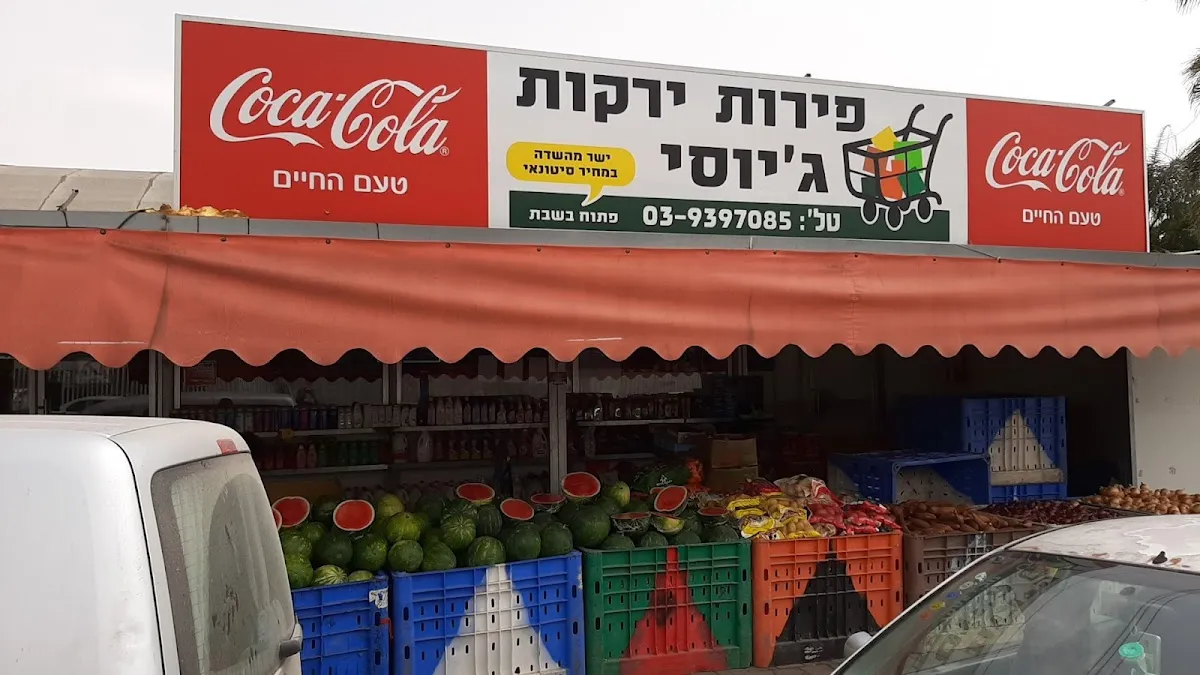 Coca-Cola
טעם החיים
פירות ירקות
ג'יוסי
ישר מהשדה
במחיר סיטונאי
פתוח בשבת
טל': 03-9397085
Coca-Cola
טעם החיים